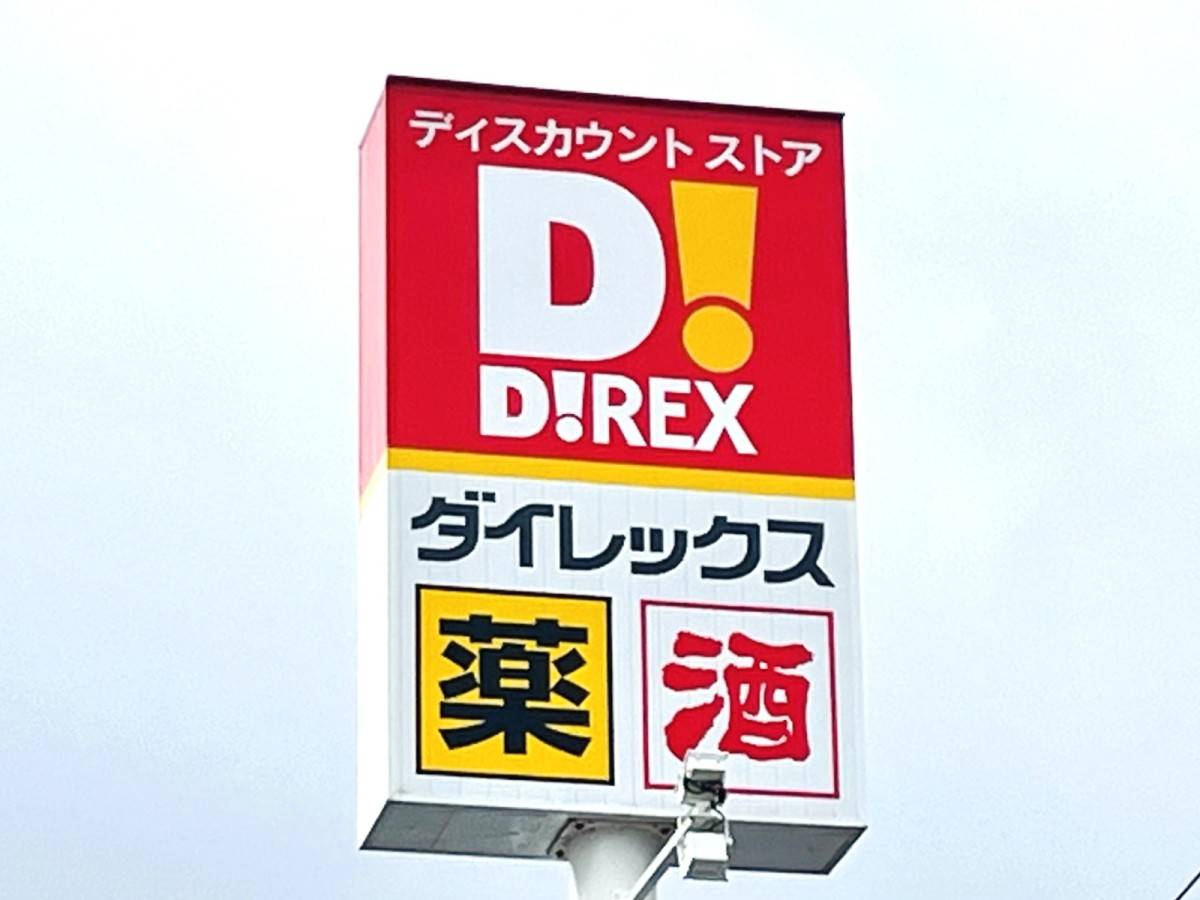 ディスカウント ストア
D!
D!REX
ダイレックス
薬 酒